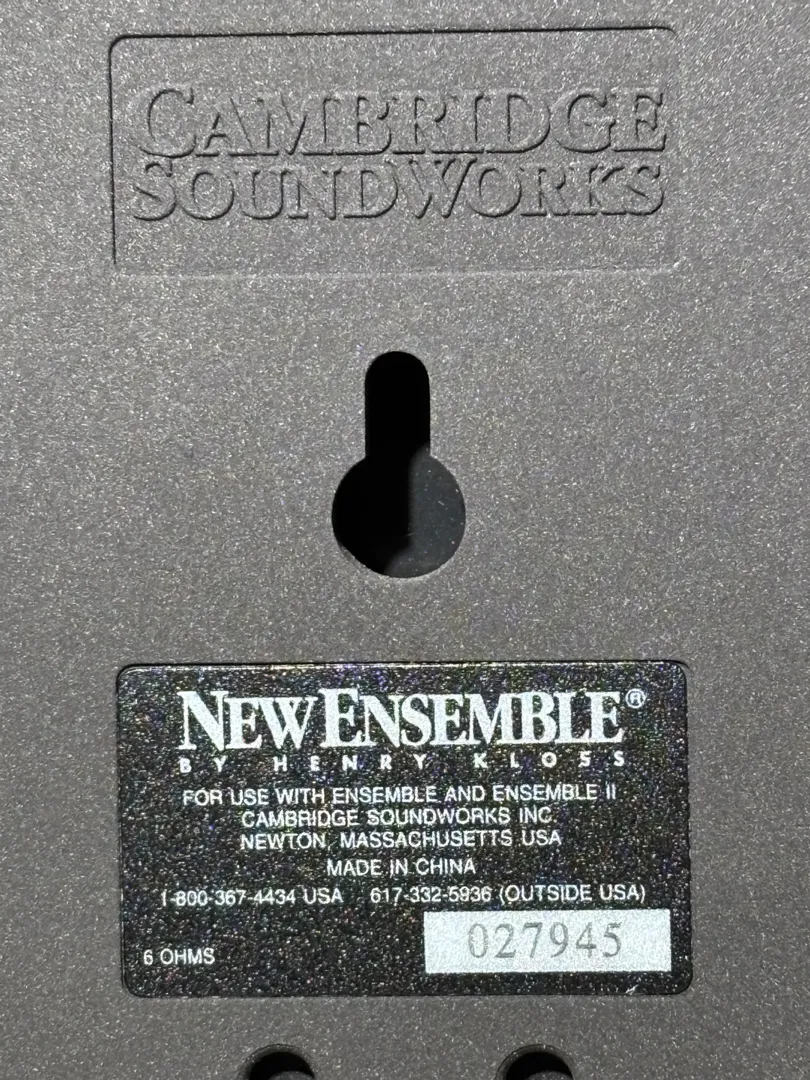 CAMBRIDGE
SOUNDWORKS
NEW ENSEMBLE®
BY HENRY KLOSS
FOR USE WITH ENSEMBLE AND ENSEMBLE II
CAMBRIDGE SOUNDWORKS INC
NEWTON, MASSACHUSETTS USA
MADE IN CHINA
1-800-367-4434 USA 617-332-5936 (OUTSIDE USA)
6 OHMS
027945